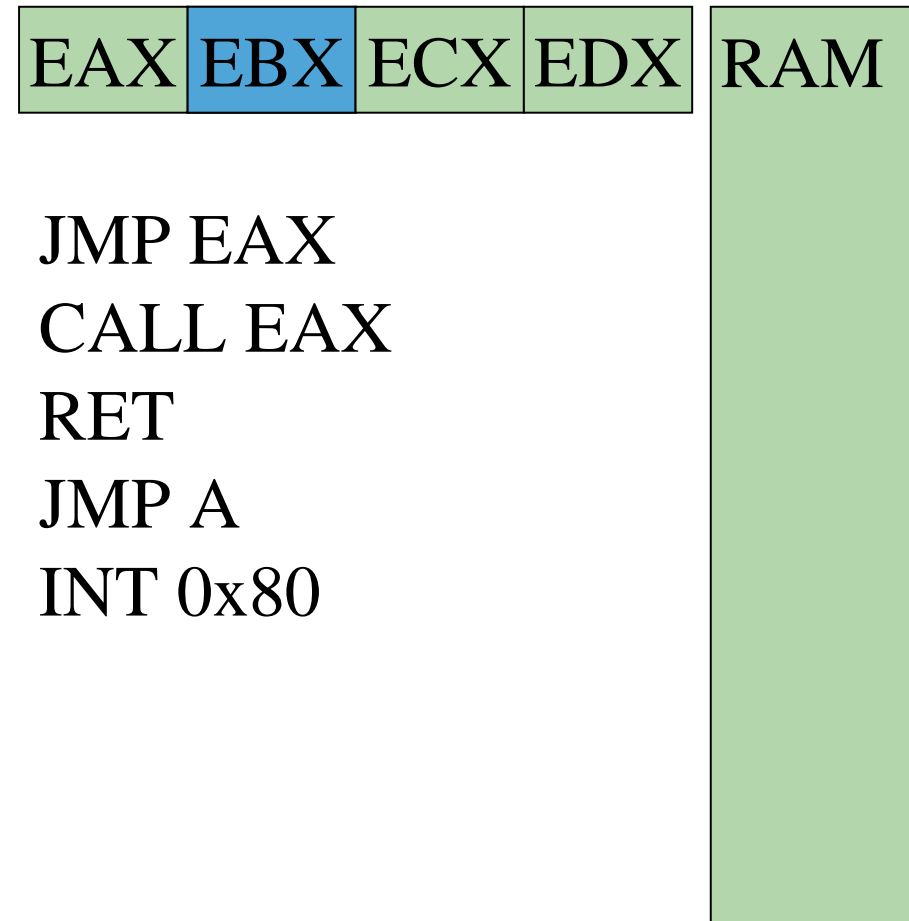 EAX EBX ECX EDX RAM
JMP EAX
CALL EAX
RET
JMP A
INT 0x80